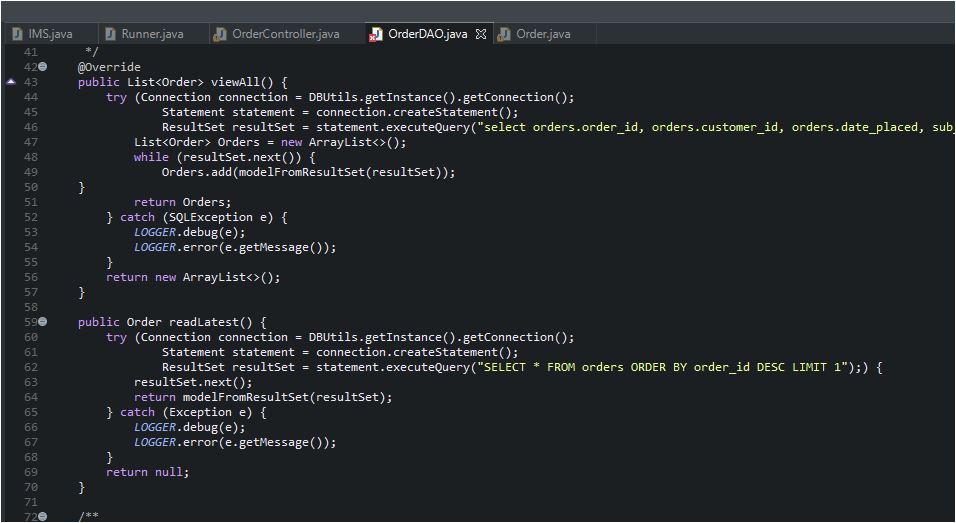 IMS.java Runner.java OrderController.java OrderDAO.java Order.java
41 */
42 @Override
43 public List<Order> viewAll() {
44 try (Connection connection = DBUtils.getInstance().getConnection();
45 Statement statement = connection.createStatement();
46 ResultSet resultSet = statement.executeQuery("select orders.order_id, orders.customer_id, orders.date_placed, sub_
47 List<Order> Orders = new ArrayList<>();
48 while (resultSet.next()) {
49 Orders.add(modelFromResultSet(resultSet));
50 }
51 return Orders;
52 } catch (SQLException e) {
53 LOGGER.debug(e);
54 LOGGER.error(e.getMessage());
55 }
56 return new ArrayList<>();
57 }
58
59 public Order readLatest() {
60 try (Connection connection = DBUtils.getInstance().getConnection();
61 Statement statement = connection.createStatement();
62 ResultSet resultSet = statement.executeQuery("SELECT * FROM orders ORDER BY order_id DESC LIMIT 1");) {
63 resultSet.next();
64 return modelFromResultSet(resultSet);
65 } catch (Exception e) {
66 LOGGER.debug(e);
67 LOGGER.error(e.getMessage());
68 }
69 return null;
70 }
71
72 /**